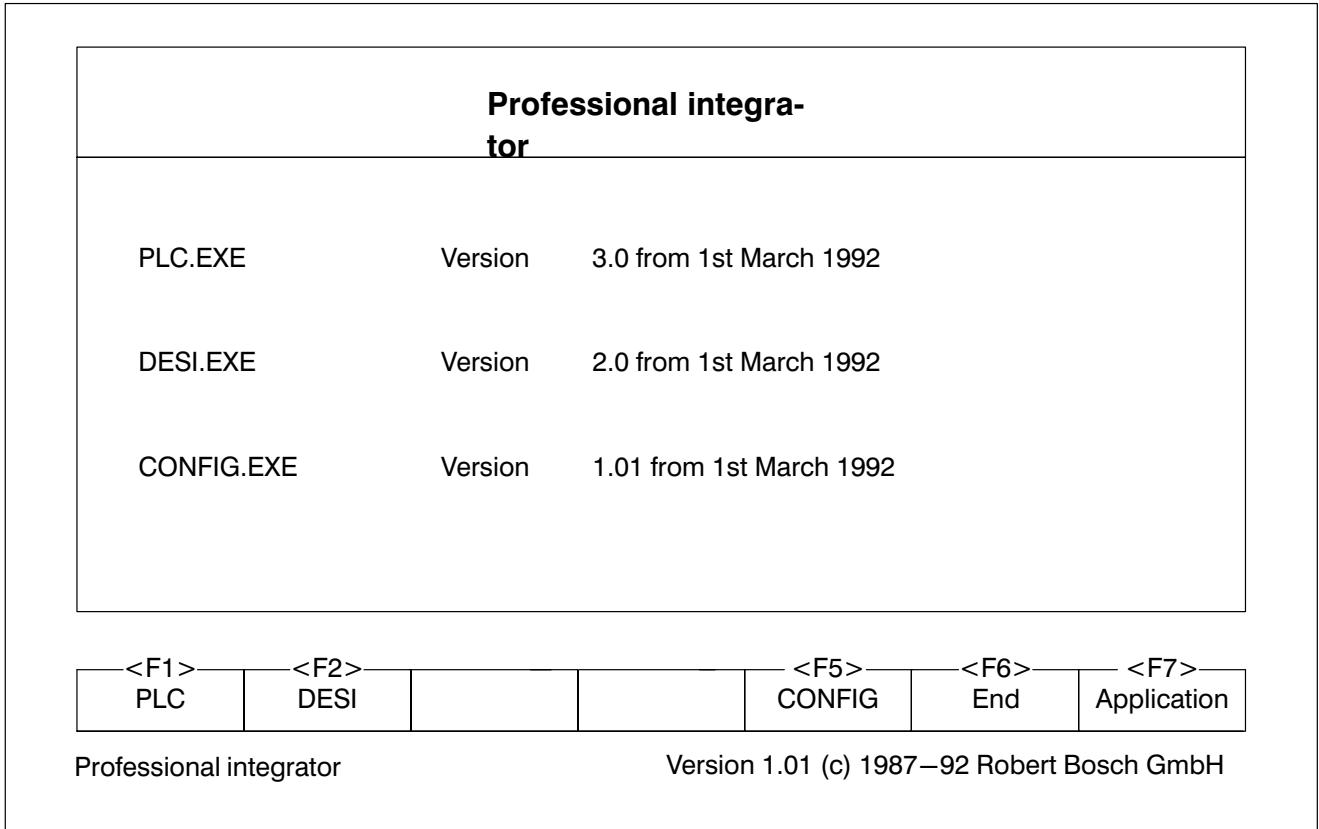 Professional integra-
tor
PLC.EXE Version 3.0 from 1st March 1992
DESI.EXE Version 2.0 from 1st March 1992
CONFIG.EXE Version 1.01 from 1st March 1992
<F1> <F2> <F5> <F6> <F7>
PLC DESI CONFIG End Application
Professional integrator Version 1.01 (c) 1987—92 Robert Bosch GmbH